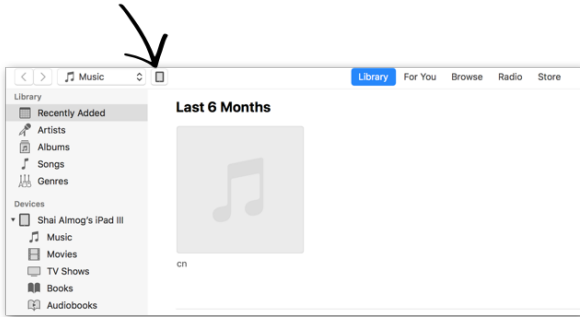 Music
Library For You Browse Radio Store
Library
Recently Added
Artists
Albums
Songs
Genres
Devices
Shai Almog's iPad III
Music
Movies
TV Shows
Books
Audiobooks
Last 6 Months
cn